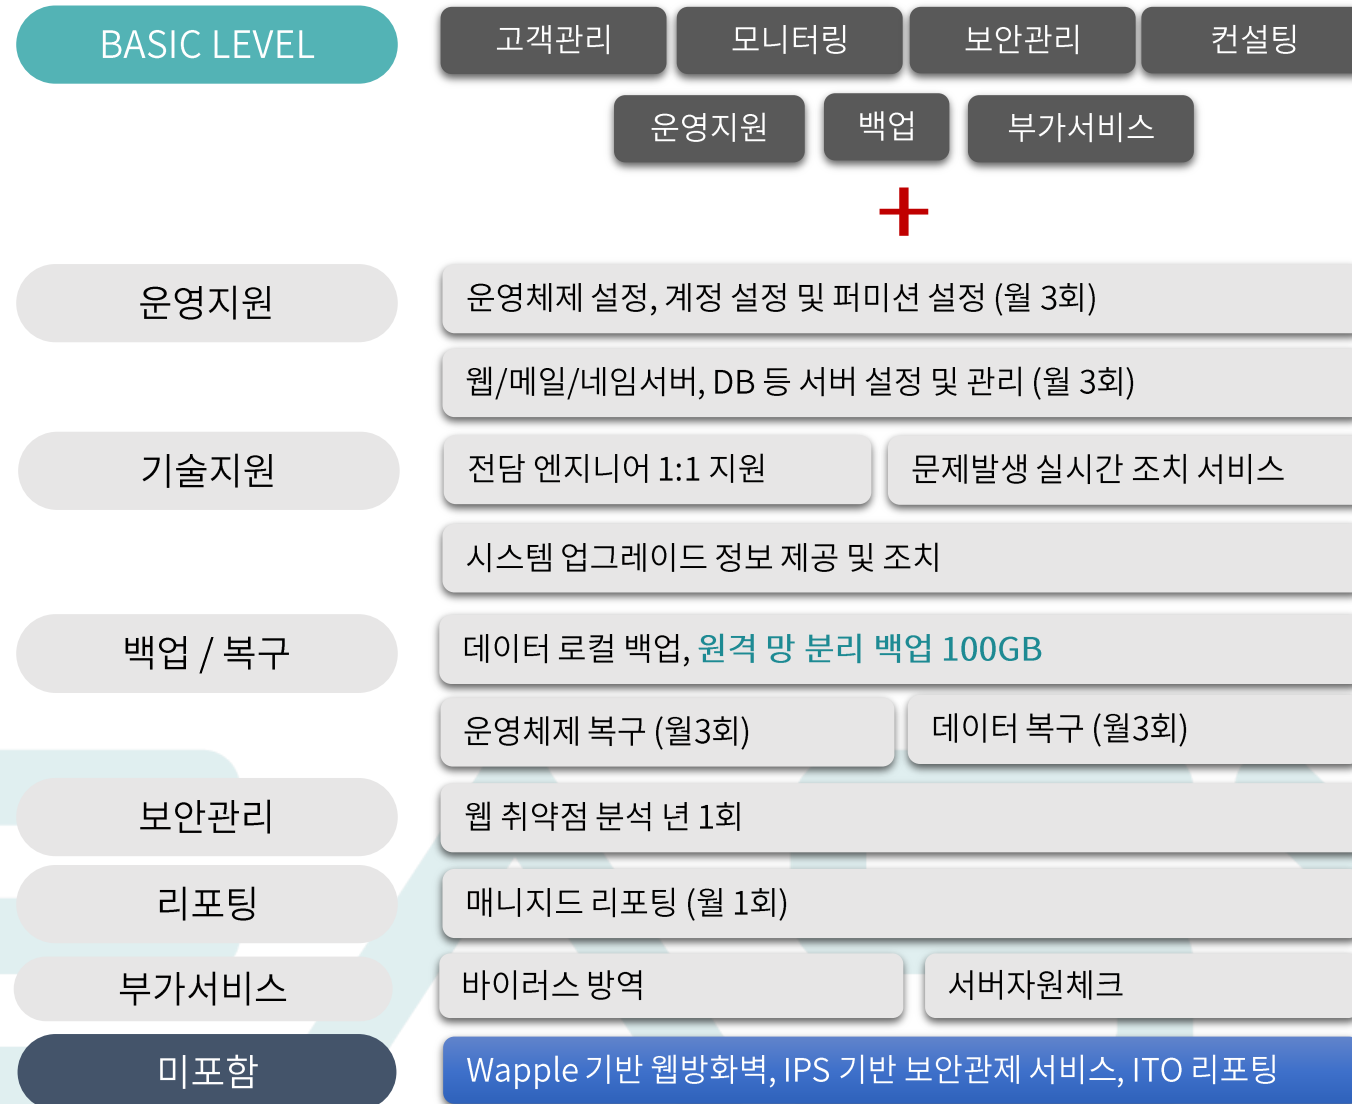 BASIC LEVEL
고객관리 모니터링 보안관리 컨설팅
운영지원 백업 부가서비스
+
운영지원
운영체제 설정, 계정 설정 및 퍼미션 설정 (월 3회)
웹/메일/네임서버, DB 등 서버 설정 및 관리 (월 3회)
기술지원
전담 엔지니어 1:1 지원 문제발생 실시간 조치 서비스
시스템 업그레이드 정보 제공 및 조치
백업 / 복구
데이터 로컬 백업, 원격 망 분리 백업 100GB
운영체제 복구 (월3회) 데이터 복구 (월3회)
보안관리
웹 취약점 분석 년 1회
리포팅
매니지드 리포팅 (월 1회)
부가서비스
바이러스 방역 서버자원체크
미포함
Wapple 기반 웹방화벽, IPS 기반 보안관제 서비스, ITO 리포팅